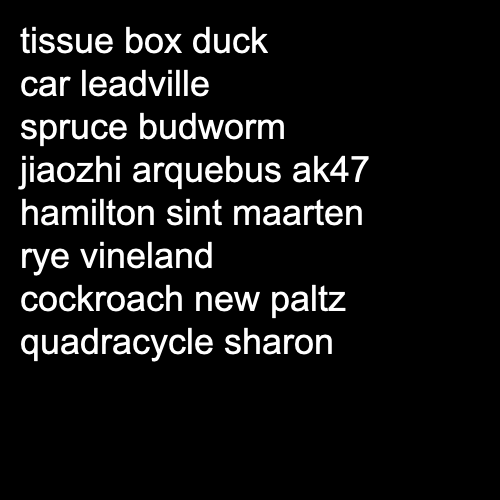 tissue box duck
car leadville
spruce budworm
jiaozhi arquebus ak47
hamilton sint maarten
rye vineland
cockroach new paltz
quadracycle sharon